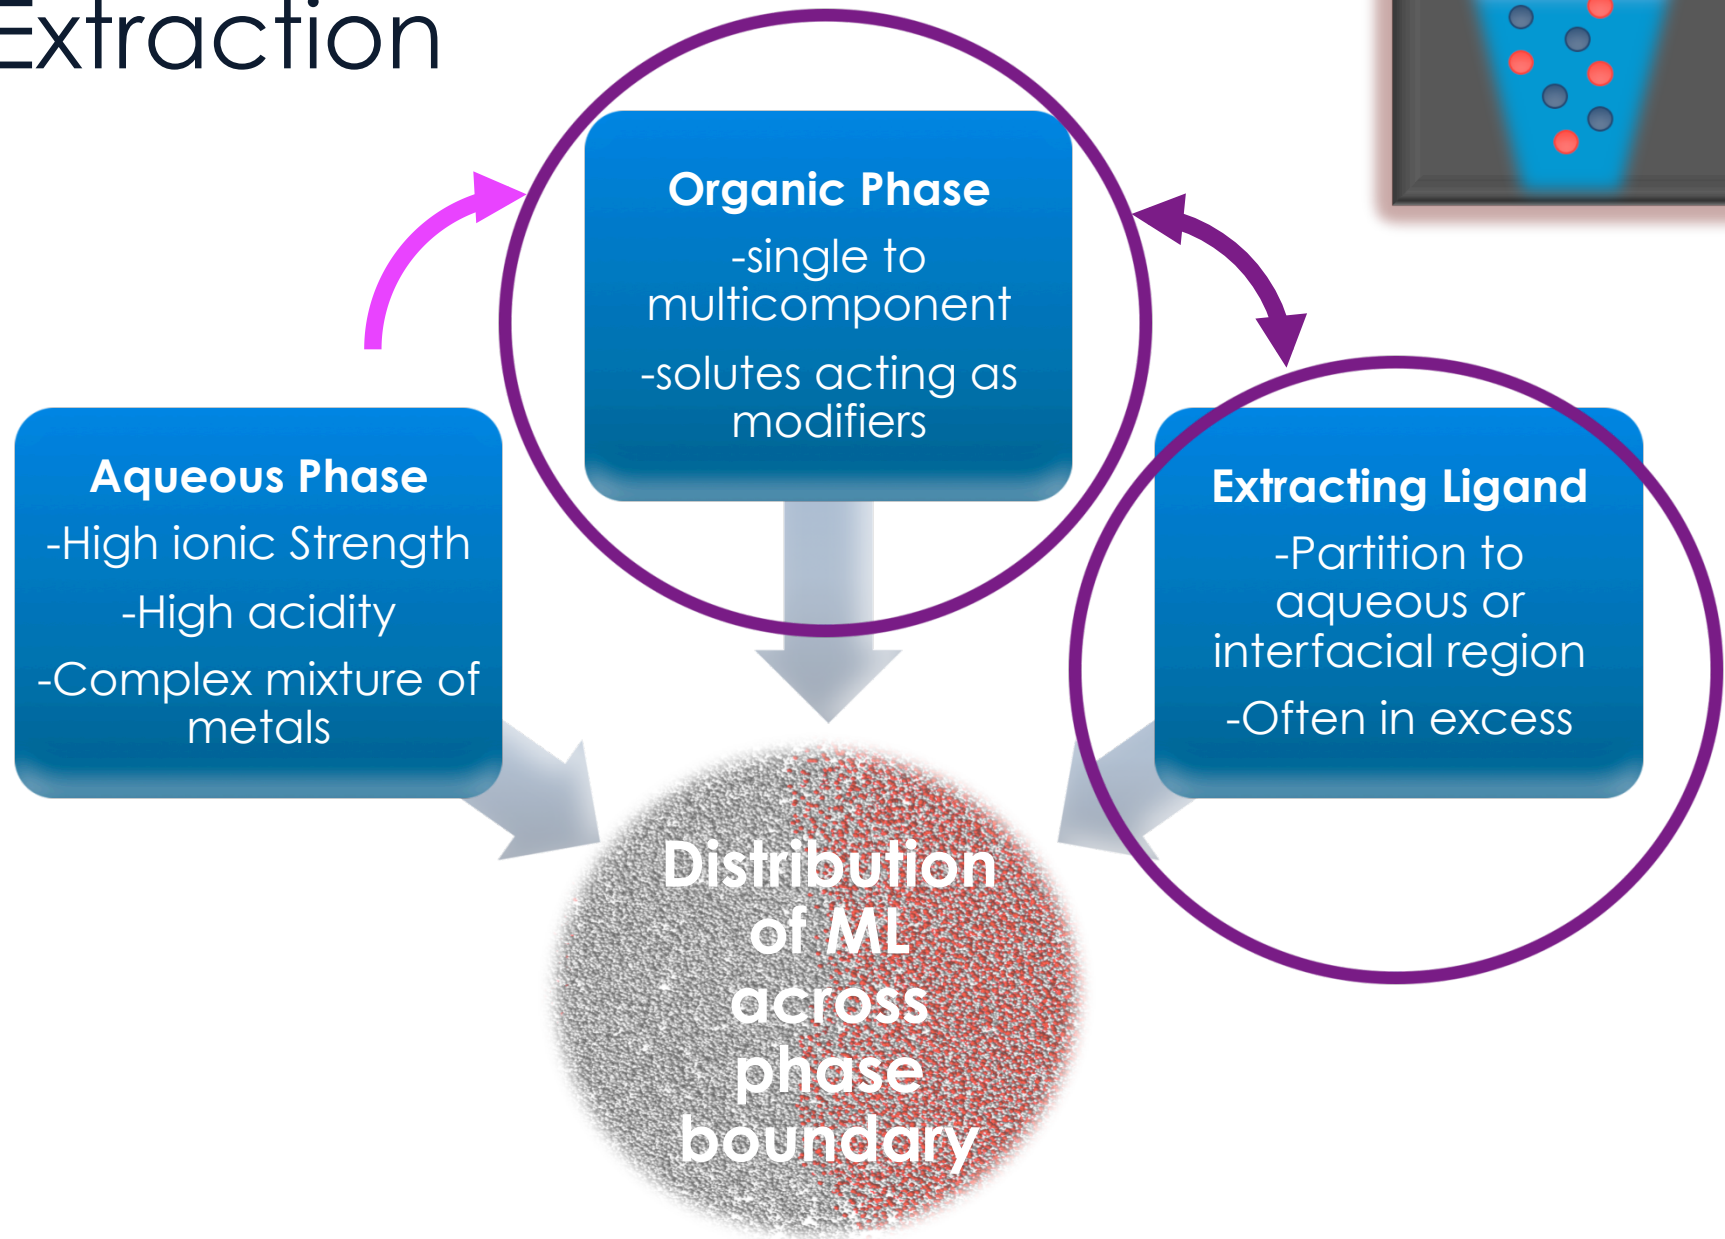 Extraction
Organic Phase
-single to
multicomponent
-solutes acting as
modifiers
Aqueous Phase
-High ionic Strength
-High acidity
-Complex mixture of
metals
Extracting Ligand
-Partition to
aqueous or
interfacial region
-Often in excess
Distribution
of ML
across
phase
boundary